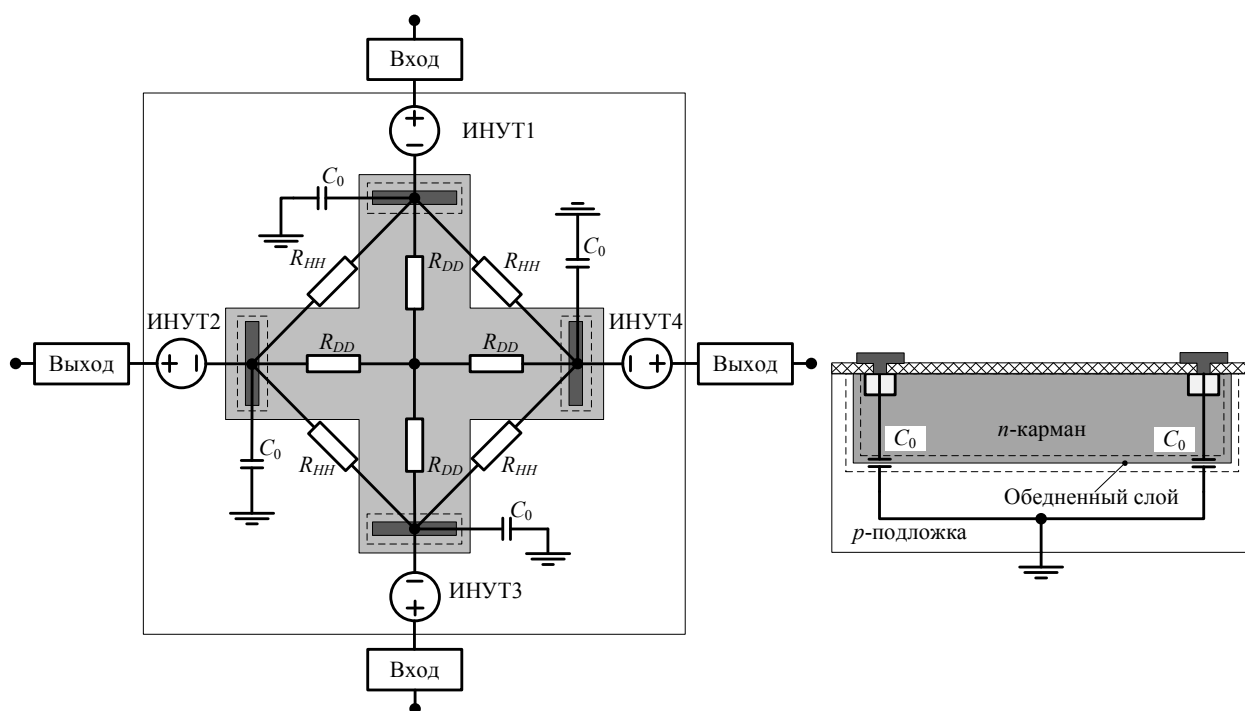 Вход
+
−
ИНУТ1
C0
C0
RHH
RDD
RHH
ИНУТ2
ИНУТ4
Выход
+
−
RDD
RDD
−
+
Выход
C0
RHH
RDD
RHH
C0
−
+
ИНУТ3
Вход
C0
n-карман
C0
Обедненный слой
p-подложка